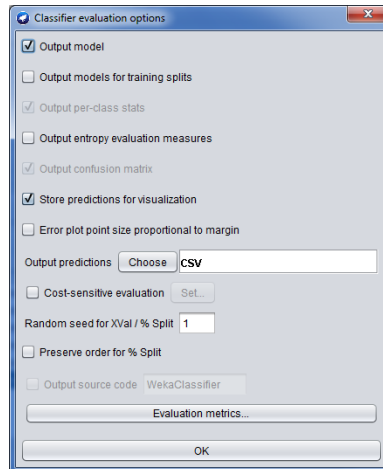 Classifier evaluation options
Output model
Output models for training splits
Output per-class stats
Output entropy evaluation measures
Output confusion matrix
Store predictions for visualization
Error plot point size proportional to margin
Output predictions Choose CSV
Cost-sensitive evaluation Set...
Random seed for XVal / % Split 1
Preserve order for % Split
Output source code WekaClassifier
Evaluation metrics...
OK